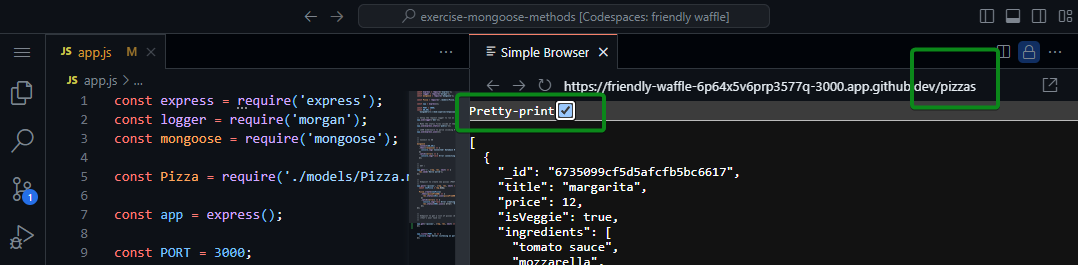 exercise-mongoose-methods [Codespaces: friendly waffle]
JS app.js M
JS app.js > ...
1 const express = require('express');
2 const logger = require('morgan');
3 const mongoose = require('mongoose');
4
5 const Pizza = require('./models/Pizza.m
6
7 const app = express();
8
9 const PORT = 3000;
1
Simple Browser
https://friendly-waffle-6p64x5v6prp3577q-3000.app.github.dev/pizzas
Pretty-print
[
{
"_id": "6735099cf5d5afcfb5bc6617",
"title": "margarita",
"price": 12,
"isVeggie": true,
"ingredients": [
"tomato sauce",
"mozzarella",